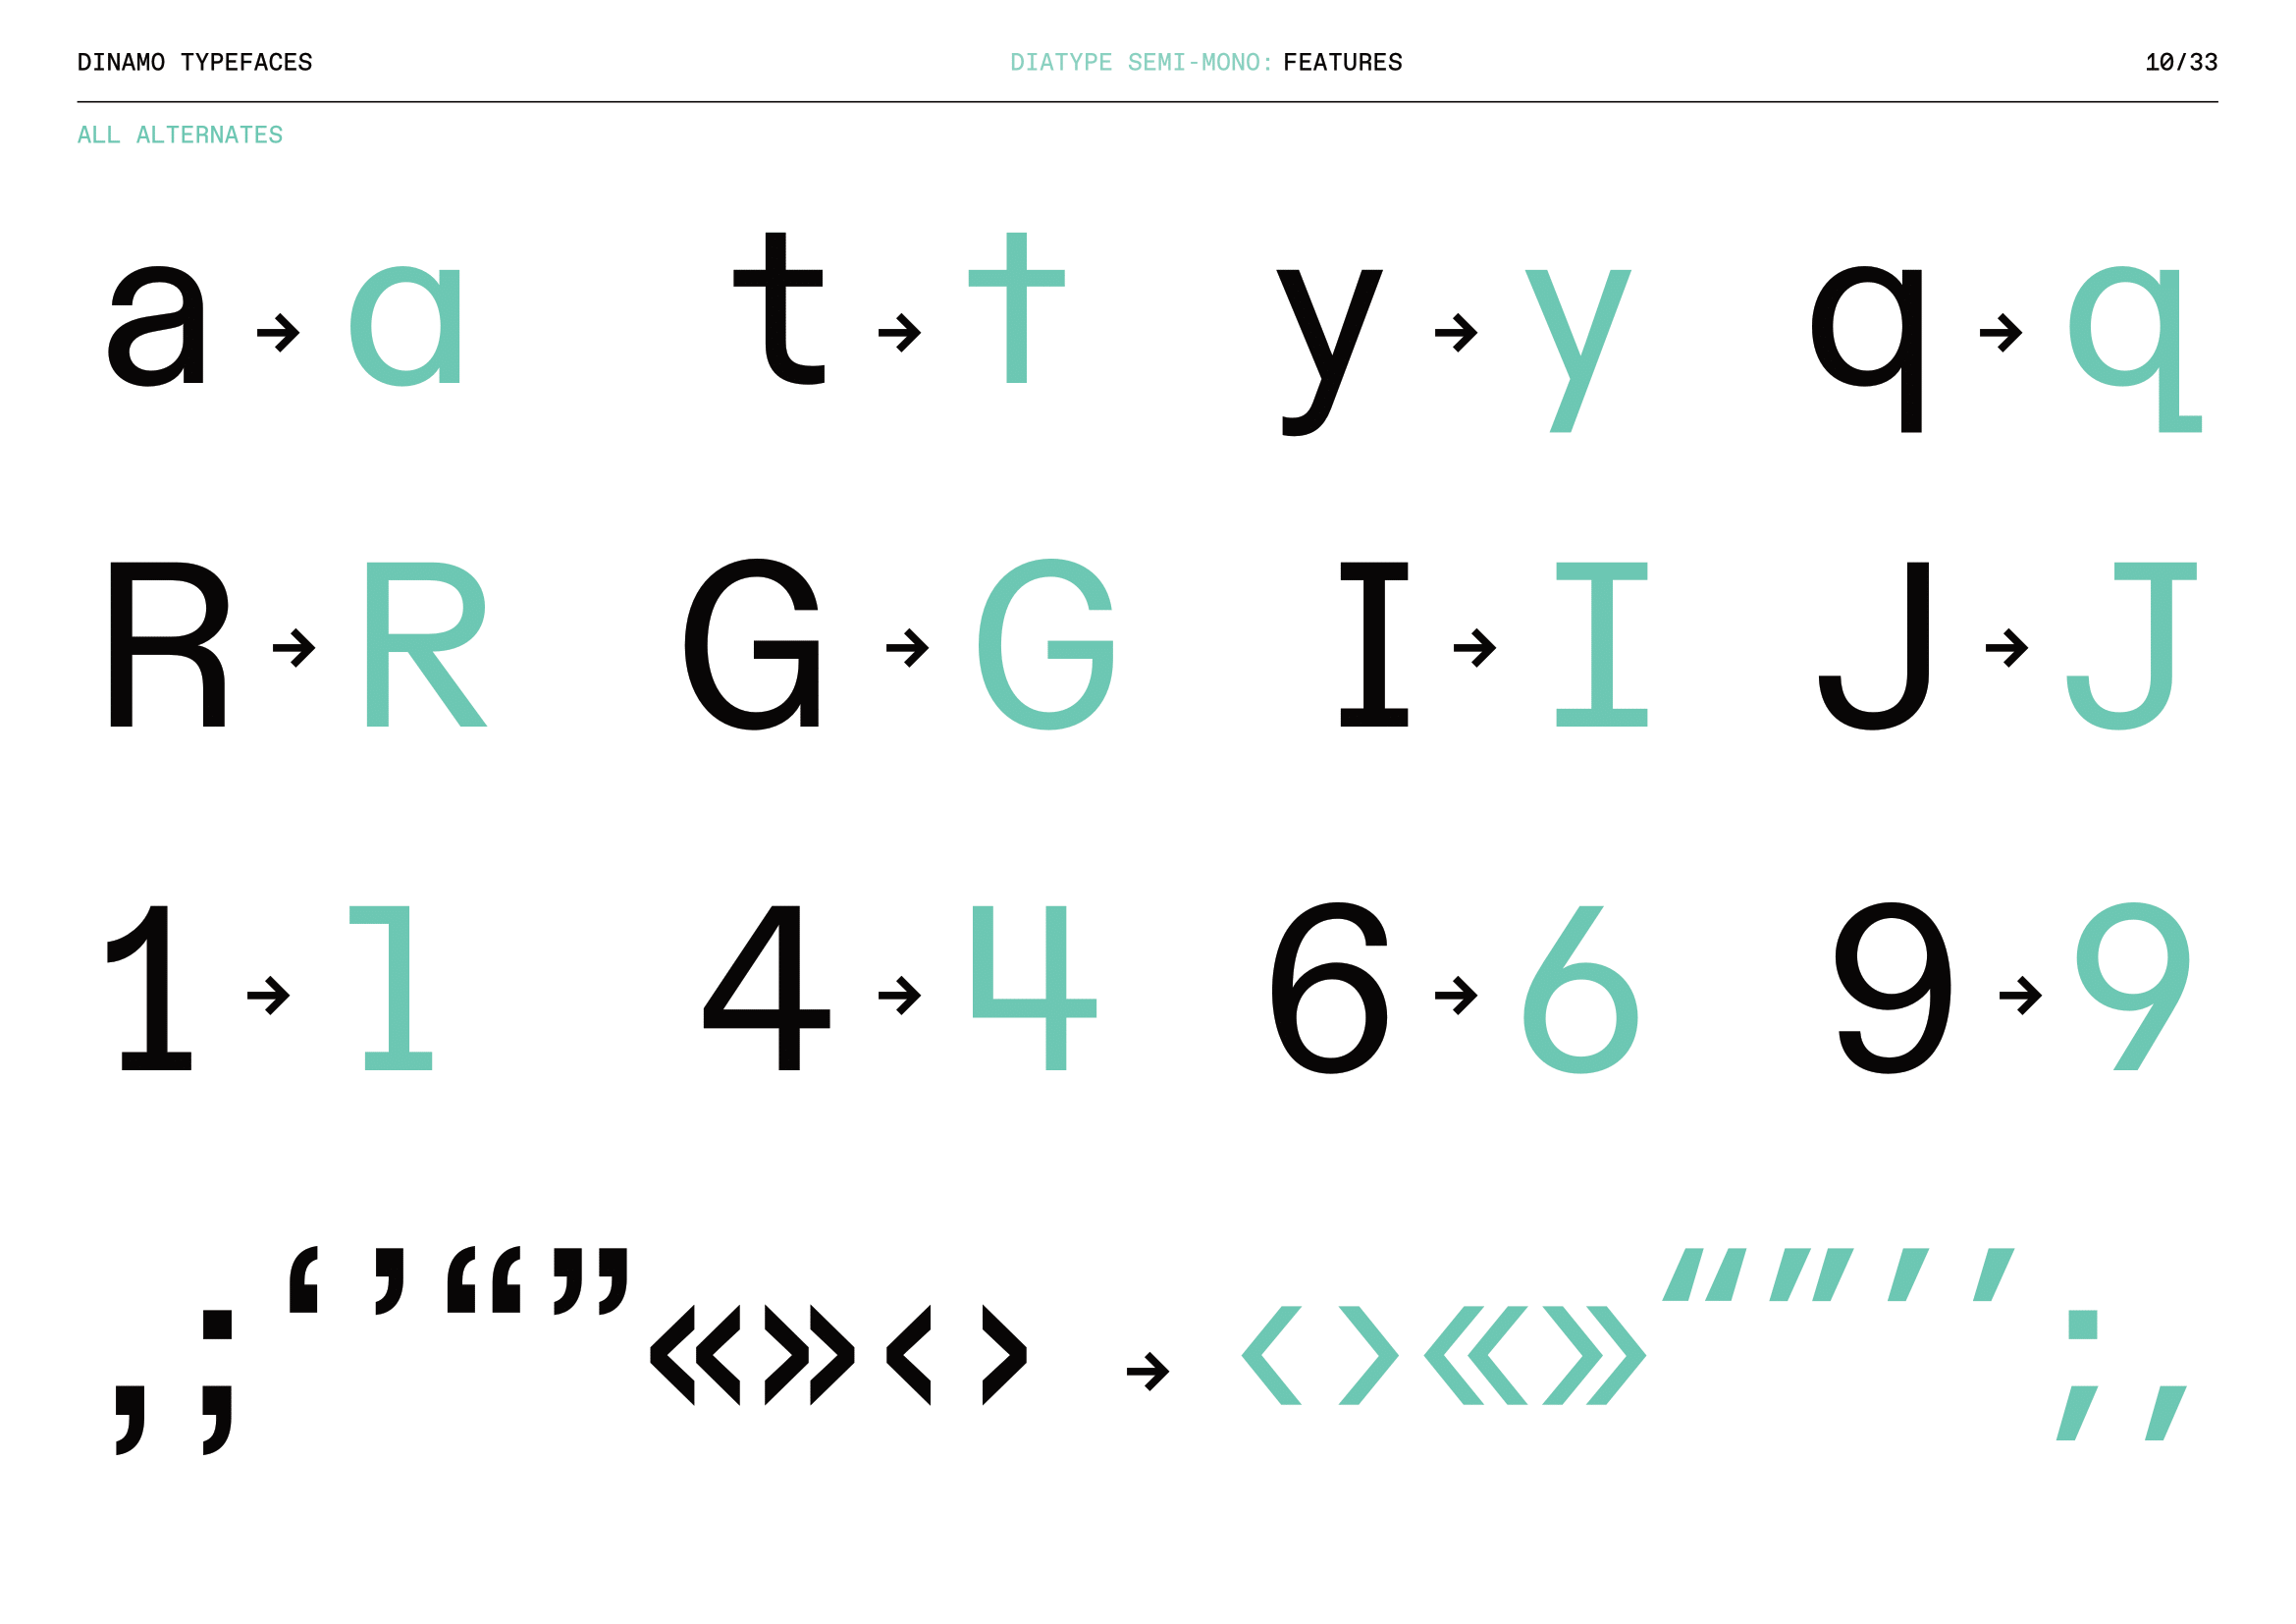 DINAMO TYPEFACES DIATYPE SEMI-MONO: FEATURES 10/33
ALL ALTERNATES
a → a t → t y → y q → q
R → R G → G I → I J → J
1 → 1 4 → 4 6 → 6 9 → 9
,;‘’“”«»‹› → ‹›«»“”‘’;,